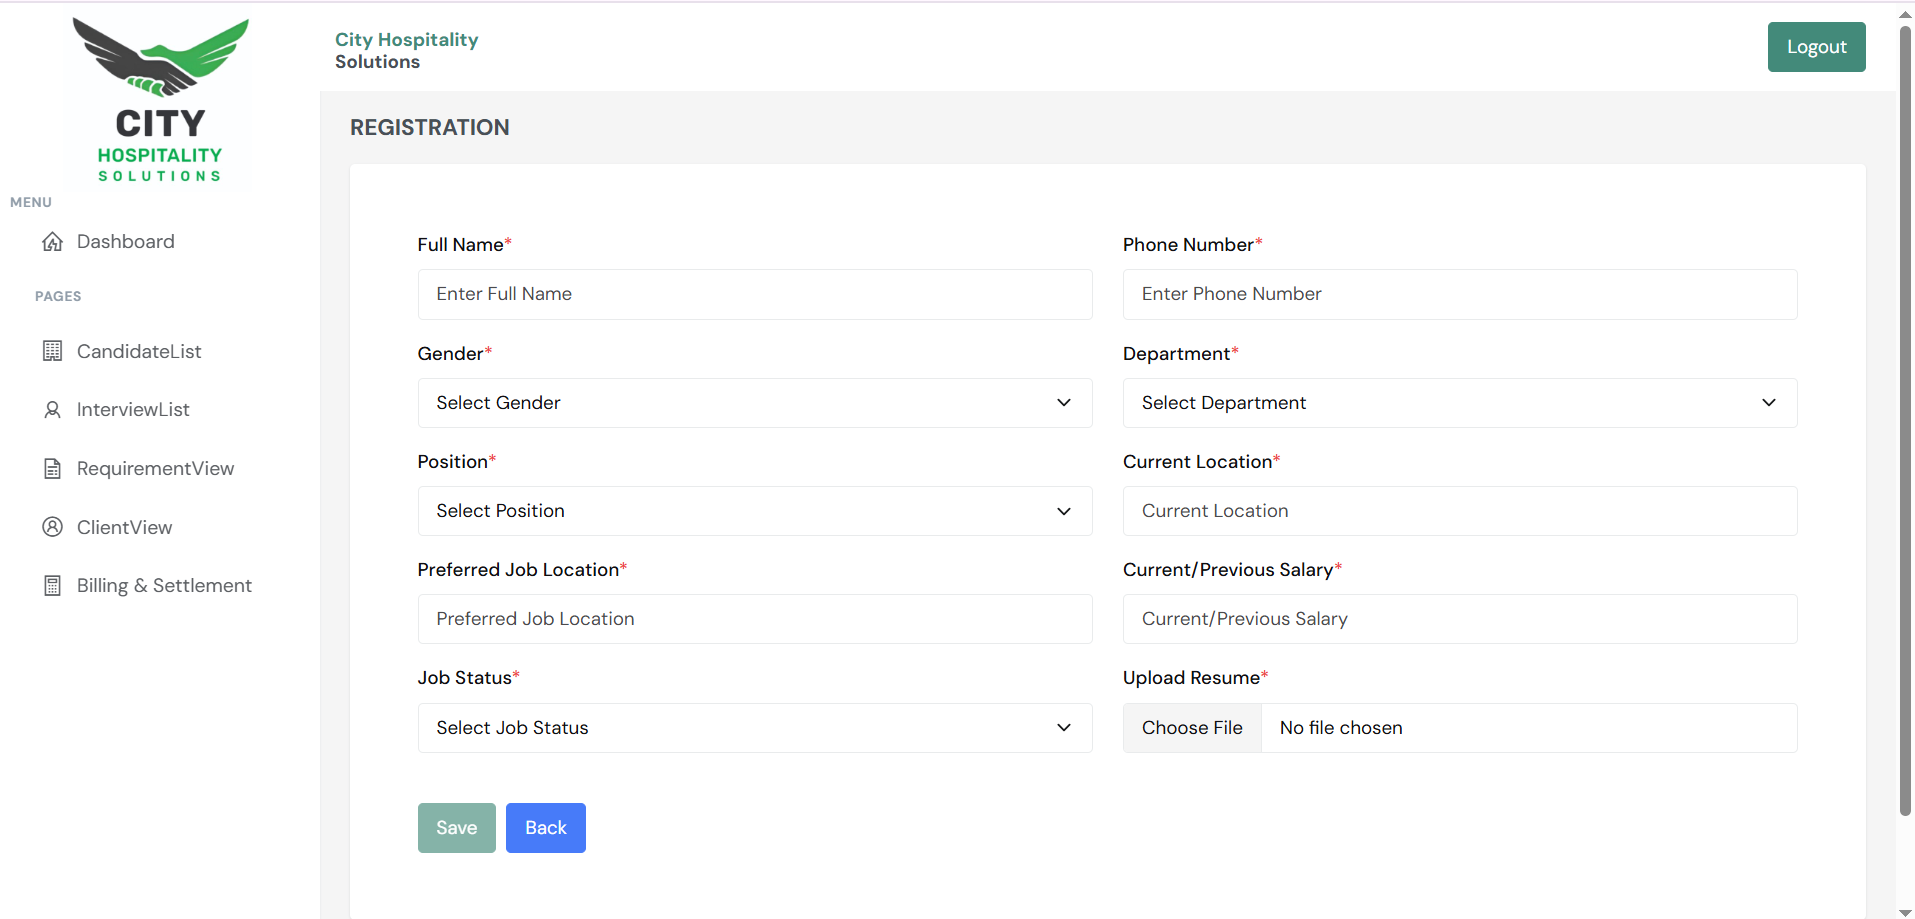 CITY
HOSPITALITY
SOLUTIONS
MENU
Dashboard
PAGES
CandidateList
InterviewList
RequirementView
ClientView
Billing & Settlement
City Hospitality
Solutions
Logout
REGISTRATION
Full Name*
Enter Full Name
Phone Number*
Enter Phone Number
Gender*
Select Gender
Department*
Select Department
Position*
Select Position
Current Location*
Current Location
Preferred Job Location*
Preferred Job Location
Current/Previous Salary*
Current/Previous Salary
Job Status*
Select Job Status
Upload Resume*
Choose File No file chosen
Save Back